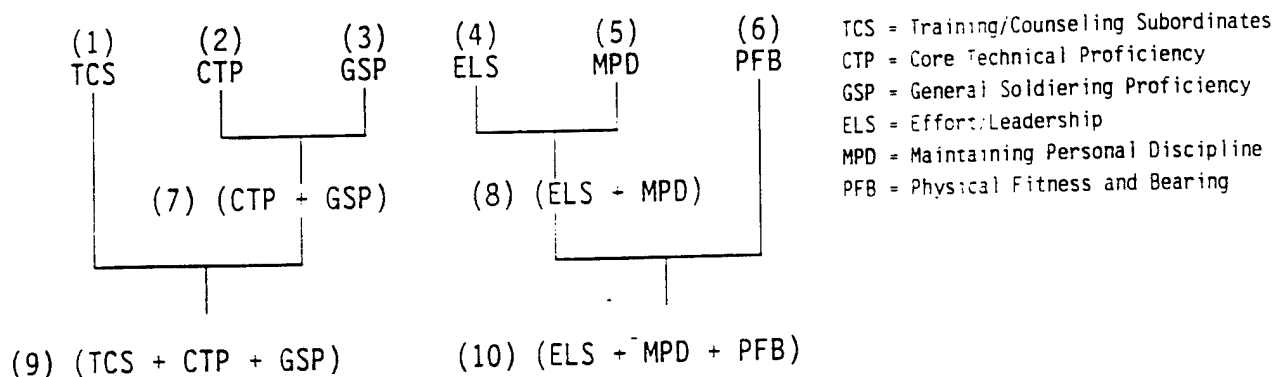 (1) (2) (3) (4) (5) (6)
TCS CTP GSP ELS MPD PFB
(7) (CTP + GSP) (8) (ELS + MPD)
(9) (TCS + CTP + GSP) (10) (ELS + MPD + PFB)
TCS = Training/Counseling Subordinates
CTP = Core Technical Proficiency
GSP = General Soldiering Proficiency
ELS = Effort/Leadership
MPD = Maintaining Personal Discipline
PFB = Physical Fitness and Bearing